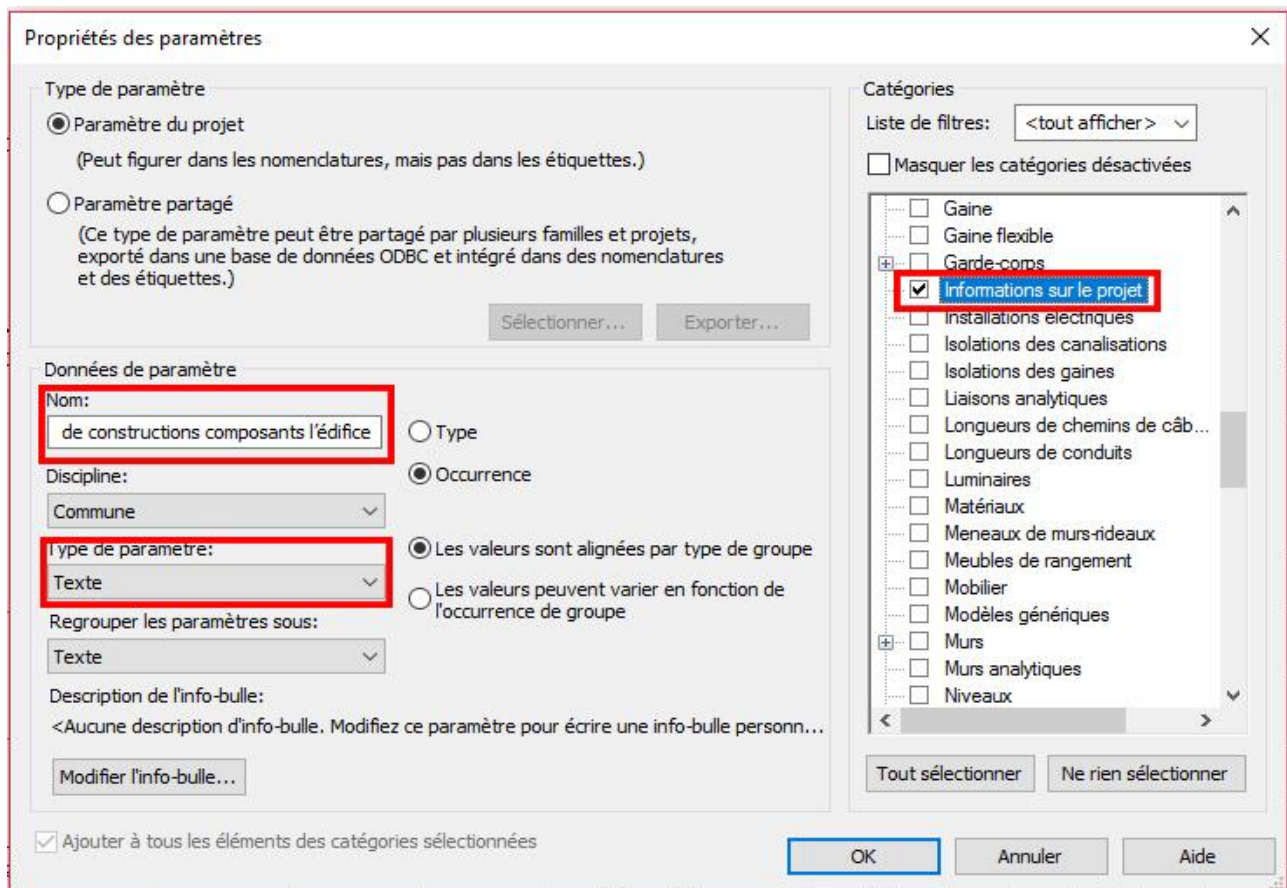 Propriétés des paramètres
Type de paramètre
Paramètre du projet
(Peut figurer dans les nomenclatures, mais pas dans les étiquettes.)
Paramètre partagé
(Ce type de paramètre peut être partagé par plusieurs familles et projets,
exporté dans une base de données ODBC et intégré dans des nomenclatures
et des étiquettes.)
Sélectionner...
Exporter...
Données de paramètre
Nom:
de constructions composants l’édifice
Type
Discipline:
Occurrence
Commune
Type de paramètre:
Les valeurs sont alignées par type de groupe
Texte
Les valeurs peuvent varier en fonction de
l'occurrence de groupe
Regrouper les paramètres sous:
Texte
Description de l'info-bulle:
<Aucune description d'info-bulle. Modifiez ce paramètre pour écrire une info-bulle personn...
Modifier l'info-bulle...
Ajouter à tous les éléments des catégories sélectionnées
Catégories
Liste de filtres:
<tout afficher>
Masquer les catégories désactivées
Gaine
Gaine flexible
Garde-corps
Informations sur le projet
Installations électriques
Isolations des canalisations
Isolations des gaines
Liaisons analytiques
Longueurs de chemins de câb...
Longueurs de conduits
Luminaires
Matériaux
Meneaux de murs-rideaux
Meubles de rangement
Mobilier
Modèles génériques
Murs
Murs analytiques
Niveaux
Tout sélectionner
Ne rien sélectionner
OK
Annuler
Aide